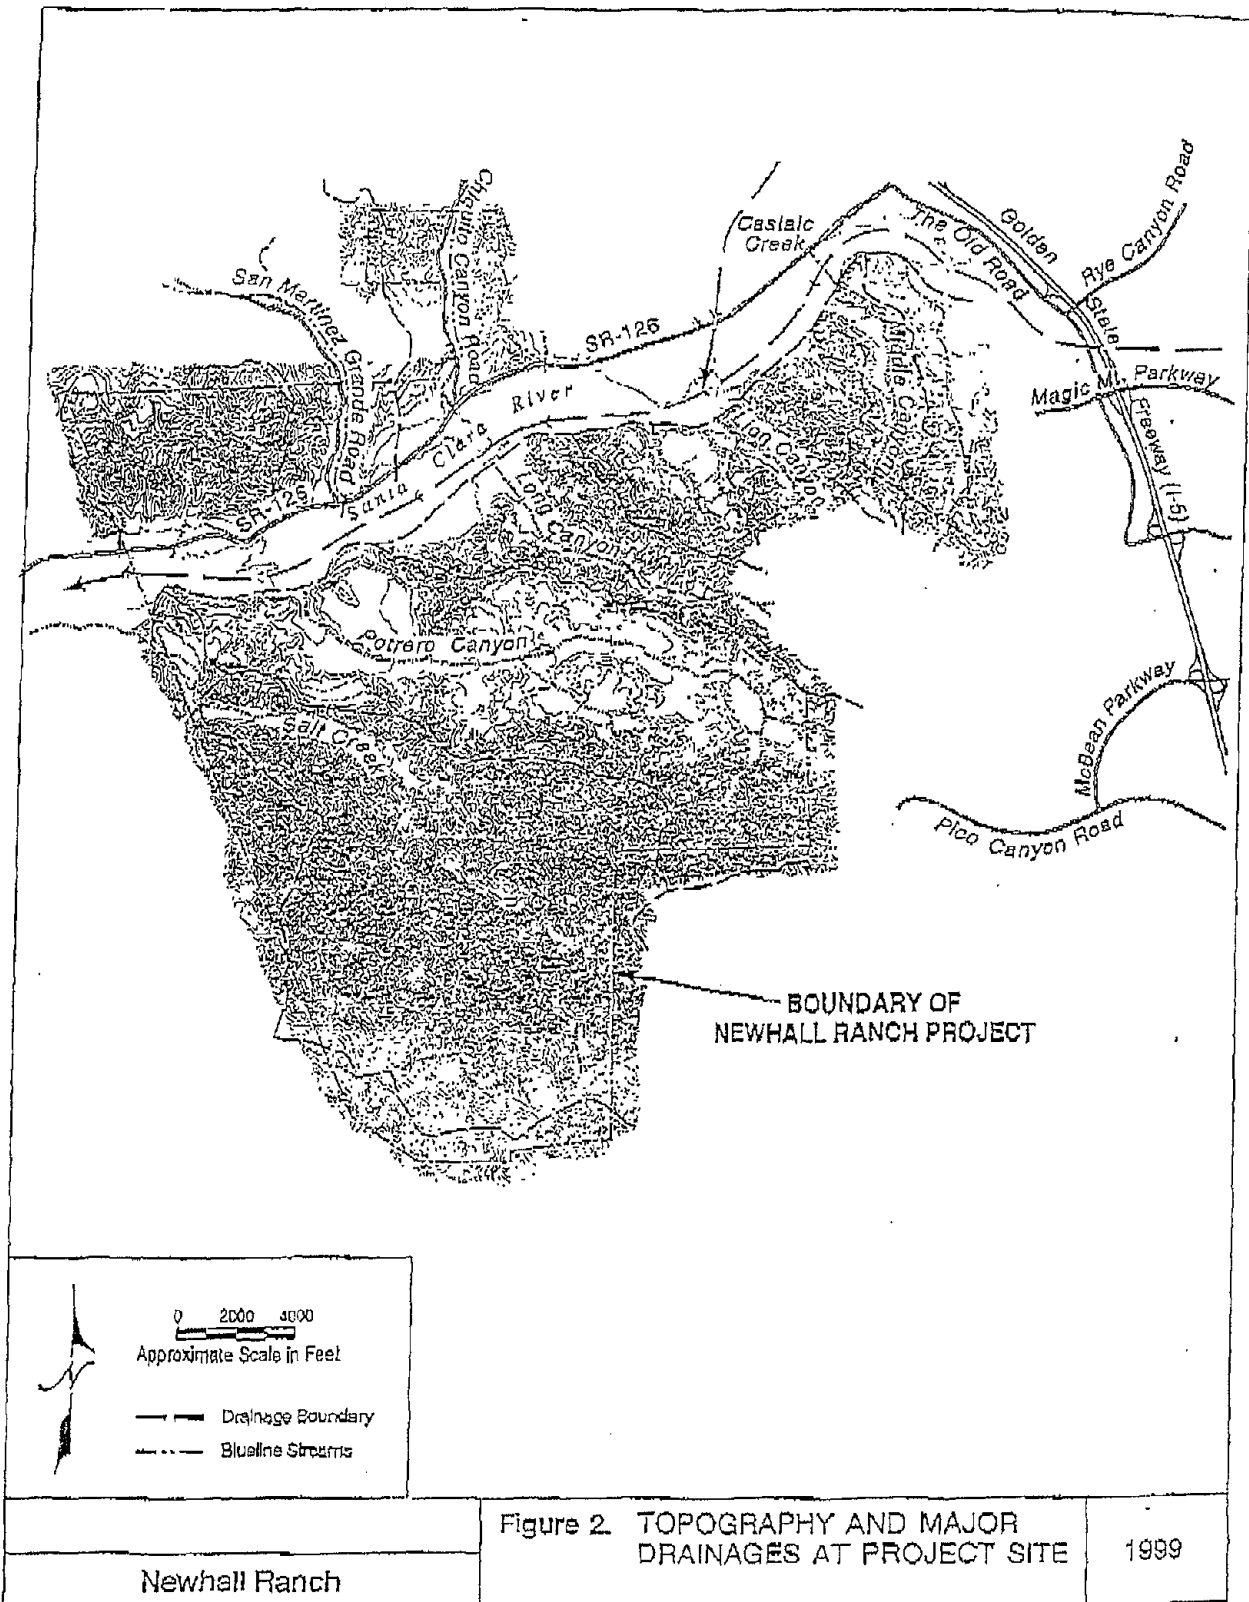 Chiquito Canyon Road
San Martinez Grande Road
Castaic
Creek
The Old Road
Golden
State
Freeway (I-5)
Rye Canyon Road
SR-126
Magic Mt. Parkway
Middle Canyon
Santa Clara River
SR-126
Long Canyon
Potrero Canyon
Salt Creek
McBean Parkway
Pico Canyon Road
BOUNDARY OF
NEWHALL RANCH PROJECT
0 2000 4000
Approximate Scale in Feet
Drainage Boundary
Blueline Streams
Figure 2. TOPOGRAPHY AND MAJOR
DRAINAGES AT PROJECT SITE
1999
Newhall Ranch